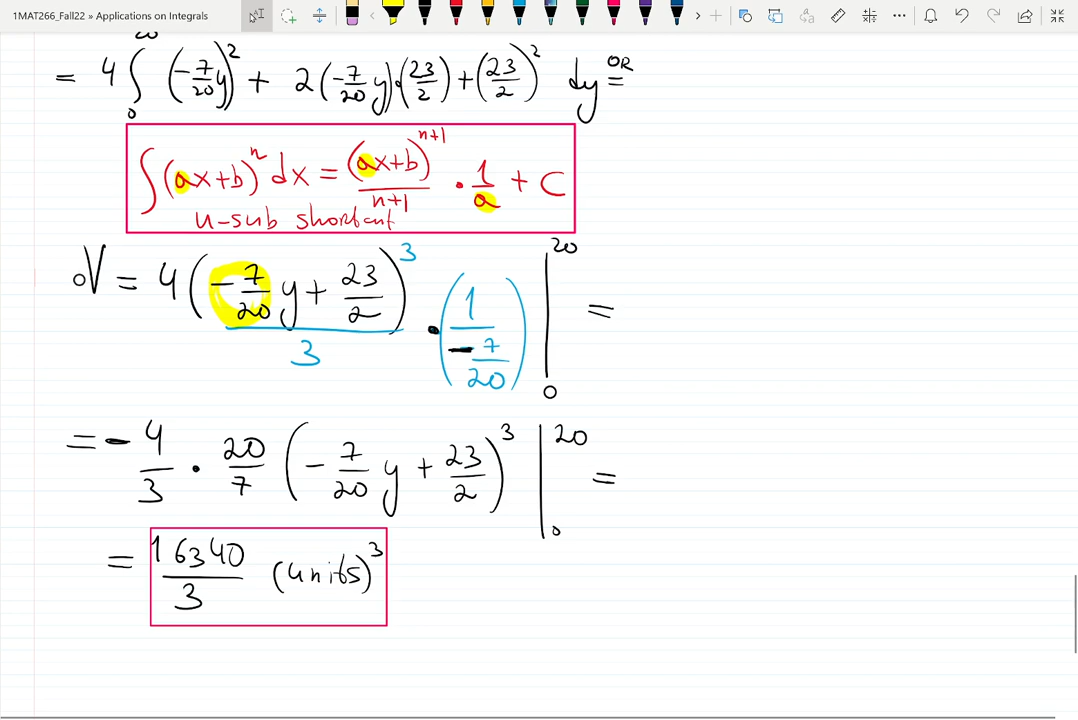 1MAT266_Fall22 » Applications on Integrals
= 4 ∫₀²⁰ (-7/20 y)² + 2(-7/20 y)(23/2) + (23/2)² dy OR =
∫(ax+b)ⁿ dx = (ax+b)ⁿ⁺¹/(n+1) · 1/a + C
u-sub shortcut
V = 4(-7/20 y + 23/2)³/3 · (1/(-7/20)) |₀²⁰ =
= - 4/3 · 20/7 (-7/20 y + 23/2)³ |₀²⁰ =
= 16340/3 (units)³